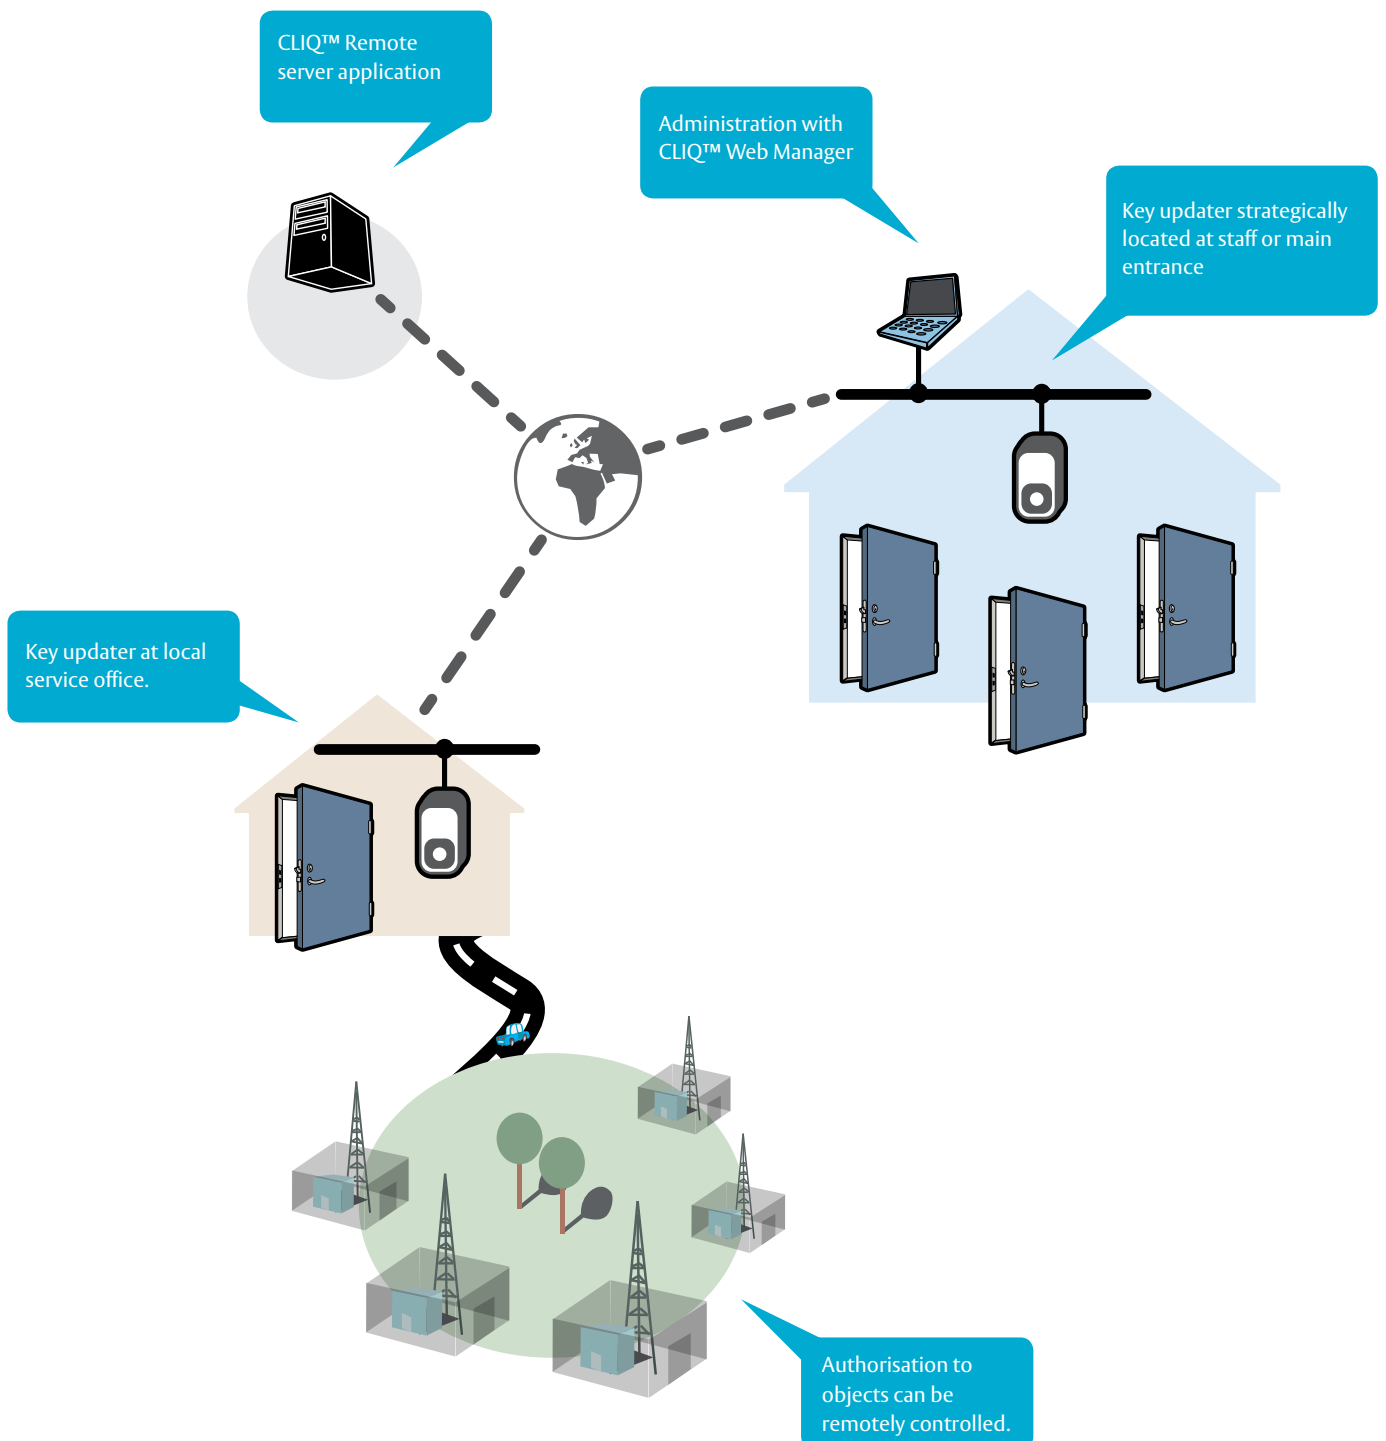 CLIQ™ Remote
server application
Administration with
CLIQ™ Web Manager
Key updater strategically
located at staff or main
entrance
Key updater at local
service office.
Authorisation to
objects can be
remotely controlled.